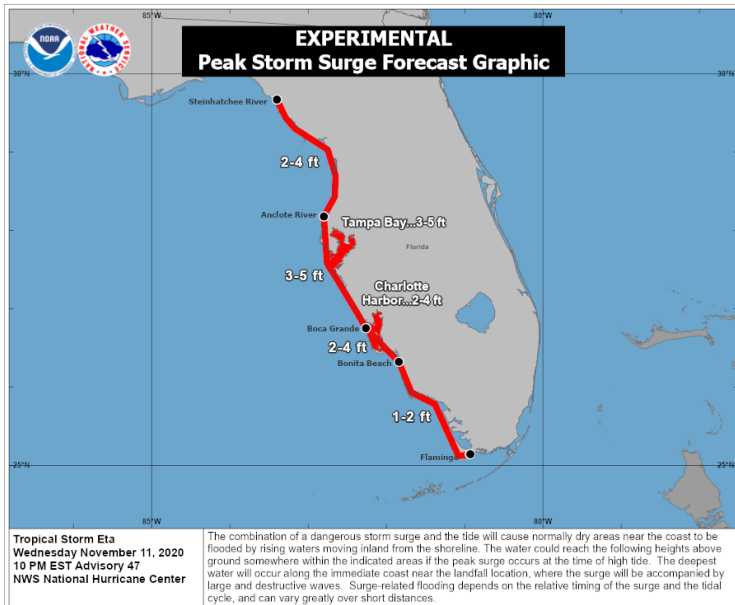 NOAA
NATIONAL WEATHER SERVICE
EXPERIMENTAL
Peak Storm Surge Forecast Graphic
85°W
80°W
30°N
30°N
Steinhatchee River
2-4 ft
Anclote River
Tampa Bay...3-5 ft
Florida
3-5 ft
Charlotte
Harbor...2-4 ft
Boca Grande
2-4 ft
Bonita Beach
1-2 ft
Flamingo
25°N
25°N
85°W
80°W
Tropical Storm Eta
Wednesday November 11, 2020
10 PM EST Advisory 47
NWS National Hurricane Center
The combination of a dangerous storm surge and the tide will cause normally dry areas near the coast to be
flooded by rising waters moving inland from the shoreline. The water could reach the following heights above
ground somewhere within the indicated areas if the peak surge occurs at the time of high tide. The deepest
water will occur along the immediate coast near the landfall location, where the surge will be accompanied by
large and destructive waves. Surge-related flooding depends on the relative timing of the surge and the tidal
cycle, and can vary greatly over short distances.